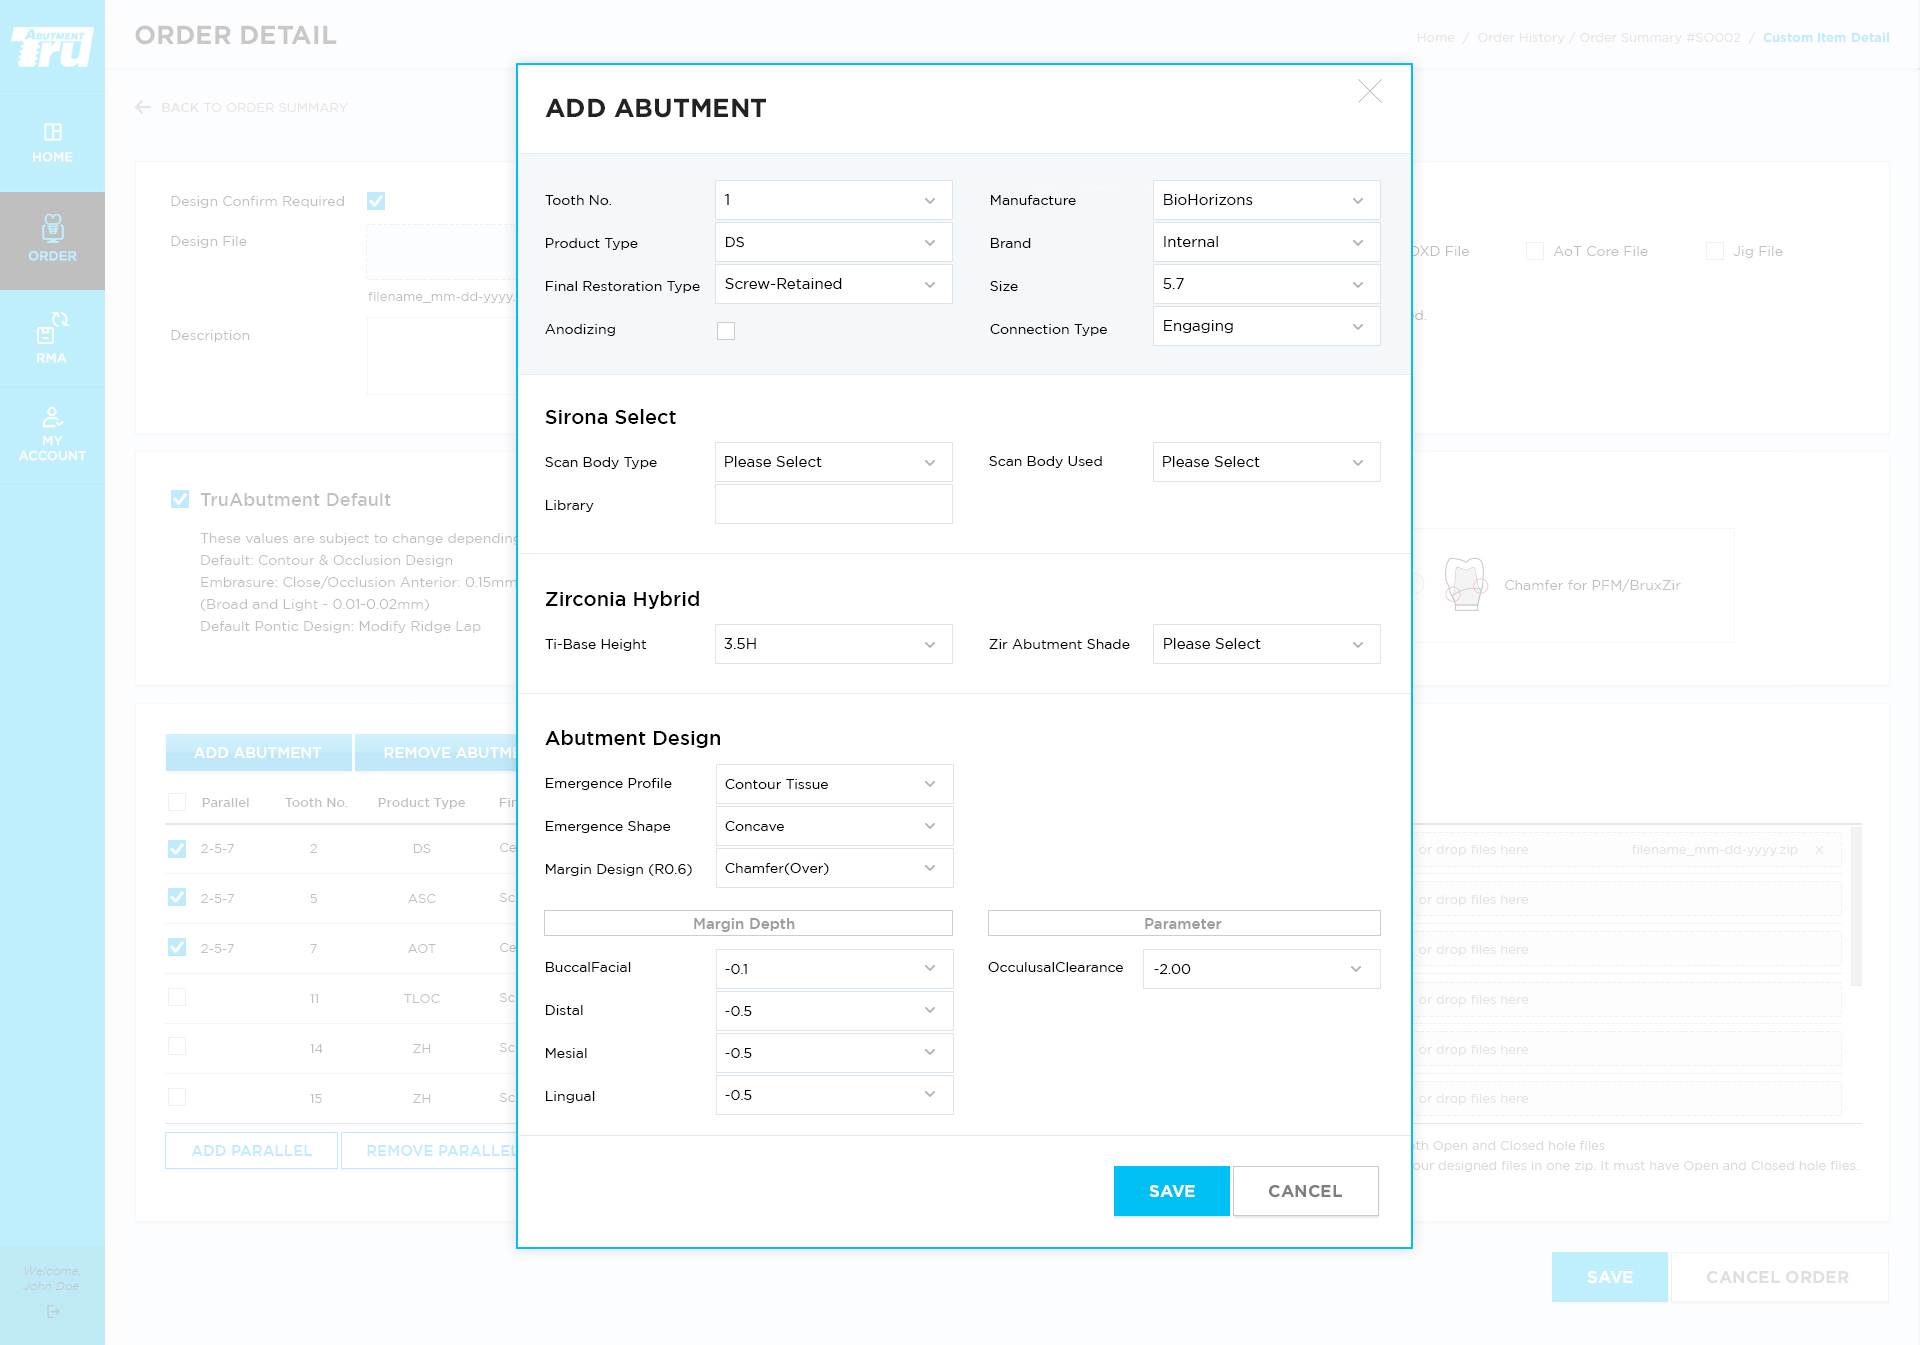 ABUTMENT
Tru
HOME
ORDER
RMA
MY
ACCOUNT
Welcome,
John Doe
ORDER DETAIL
Home / Order History / Order Summary #SO002 / Custom Item Detail
BACK TO ORDER SUMMARY
Design Confirm Required
Design File
filename_mm-dd-yyyy.
Description
DXD File
AoT Core File
Jig File
d.
TruAbutment Default
These values are subject to change depending
Default: Contour & Occlusion Design
Embrasure: Close/Occlusion Anterior: 0.15mm
(Broad and Light - 0.01-0.02mm)
Default Pontic Design: Modify Ridge Lap
Chamfer for PFM/BruxZir
ADD ABUTMENT
REMOVE ABUTME
Parallel Tooth No. Product Type Fin
2-5-7 2 DS Ce
or drop files here filename_mm-dd-yyyy.zip X
2-5-7 5 ASC Sc
or drop files here
2-5-7 7 AOT Ce
or drop files here
11 TLOC Sc
or drop files here
14 ZH Sc
or drop files here
15 ZH Sc
or drop files here
ADD PARALLEL
REMOVE PARALLEL
th Open and Closed hole files
our designed files in one zip. It must have Open and Closed hole files.
SAVE
CANCEL ORDER
ADD ABUTMENT
Tooth No. 1
Manufacture BioHorizons
Product Type DS
Brand Internal
Final Restoration Type Screw-Retained
Size 5.7
Anodizing
Connection Type Engaging
Sirona Select
Scan Body Type Please Select
Scan Body Used Please Select
Library
Zirconia Hybrid
Ti-Base Height 3.5H
Zir Abutment Shade Please Select
Abutment Design
Emergence Profile Contour Tissue
Emergence Shape Concave
Margin Design (R0.6) Chamfer(Over)
Margin Depth
Parameter
BuccalFacial -0.1
OcculusalClearance -2.00
Distal -0.5
Mesial -0.5
Lingual -0.5
SAVE
CANCEL